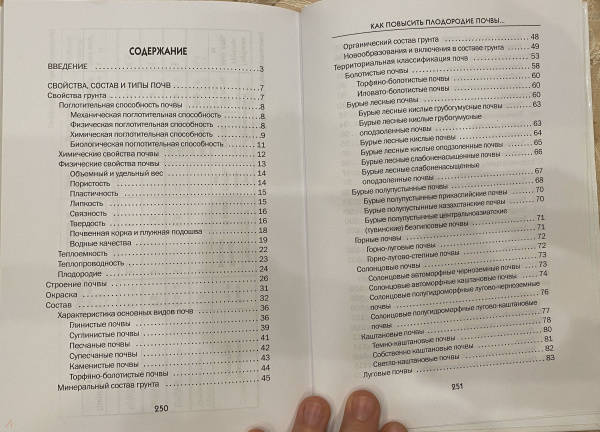 СОДЕРЖАНИЕ
ВВЕДЕНИЕ 3
СВОЙСТВА, СОСТАВ И ТИПЫ ПОЧВ 7
Свойства грунта 7
Поглотительная способность почвы 8
Механическая поглотительная способность 8
Физическая поглотительная способность 8
Химическая поглотительная способность 9
Биологическая поглотительная способность 11
Химические свойства почвы 12
Физические свойства почвы 13
Объемный и удельный вес 14
Пористость 14
Пластичность 15
Липкость 15
Связность 16
Твердость 16
Почвенная корка и плужная подошва 18
Водные качества 19
Теплоемкость 22
Теплопроводность 23
Плодородие 24
Строение почвы 26
Окраска 31
Состав 32
Характеристика основных видов почв 36
Глинистые почвы 36
Суглинистые почвы 39
Песчаные почвы 41
Супесчаные почвы 42
Каменистые почвы 43
Торфяно-болотистые почвы 44
Минеральный состав грунта 45
250
КАК ПОВЫСИТЬ ПЛОДОРОДИЕ ПОЧВЫ...
Органический состав грунта 48
Новообразования и включения в составе грунта 49
Территориальная классификация почв 53
Болотистые почвы 58
Торфяно-болотистые почвы 60
Иловато-болотистые почвы 60
Бурые лесные почвы 60
Бурые лесные кислые грубогумусные почвы 63
Бурые лесные кислые грубогумусные
оподзоленные почвы 63
Бурые лесные кислые почвы 64
Бурые лесные кислые оподзоленные почвы 65
Бурые лесные слабоненасыщенные почвы 66
Бурые лесные слабоненасыщенные
оподзоленные почвы 67
Бурые полупустынные почвы 68
Бурые полупустынные прикаспийские почвы 70
Бурые полупустынные казахстанские почвы 70
Бурые полупустынные центральноазиатские
(тувинские) безгипсовые почвы 71
Горные почвы 71
Горно-луговые почвы 72
Горно-лугово-степные почвы 72
Солонцовые почвы 73
Солонцовые автоморфные черноземные почвы 73
Солонцовые автоморфные каштановые почвы 74
Солонцовые полугидроморфные лугово-черноземные
почвы 76
Солонцовые полугидроморфные лугово-каштановые
почвы 77
Каштановые почвы 78
Темно-каштановые почвы 80
Собственно каштановые почвы 81
Светло-каштановые почвы 82
Луговые почвы 83
251